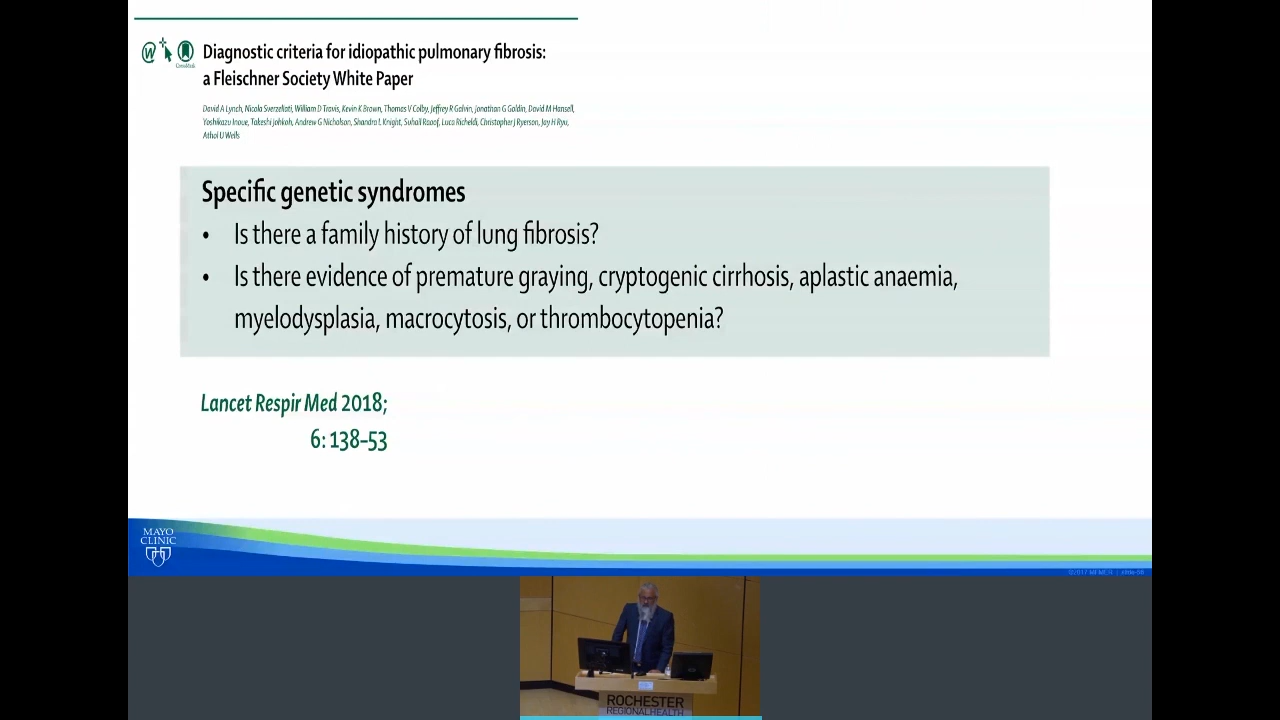 Diagnostic criteria for idiopathic pulmonary fibrosis:
a Fleischner Society White Paper
David A Lynch, Nicola Sverzellati, William D Travis, Kevin K Brown, Thomas V Colby, Jeffrey R Galvin, Jonathan G Goldin, David M Hansell,
Yoshikazu Inoue, Takeshi Johkoh, Andrew G Nicholson, Shandra L Knight, Suhail Raoof, Luca Richeldi, Christopher J Ryerson, Jay H Ryu,
Athol U Wells
Specific genetic syndromes
• Is there a family history of lung fibrosis?
• Is there evidence of premature graying, cryptogenic cirrhosis, aplastic anaemia,
myelodysplasia, macrocytosis, or thrombocytopenia?
Lancet Respir Med 2018;
6: 138–53
MAYO
CLINIC
©2017 MFMER |
ROCHESTER
REGIONAL HEALTH